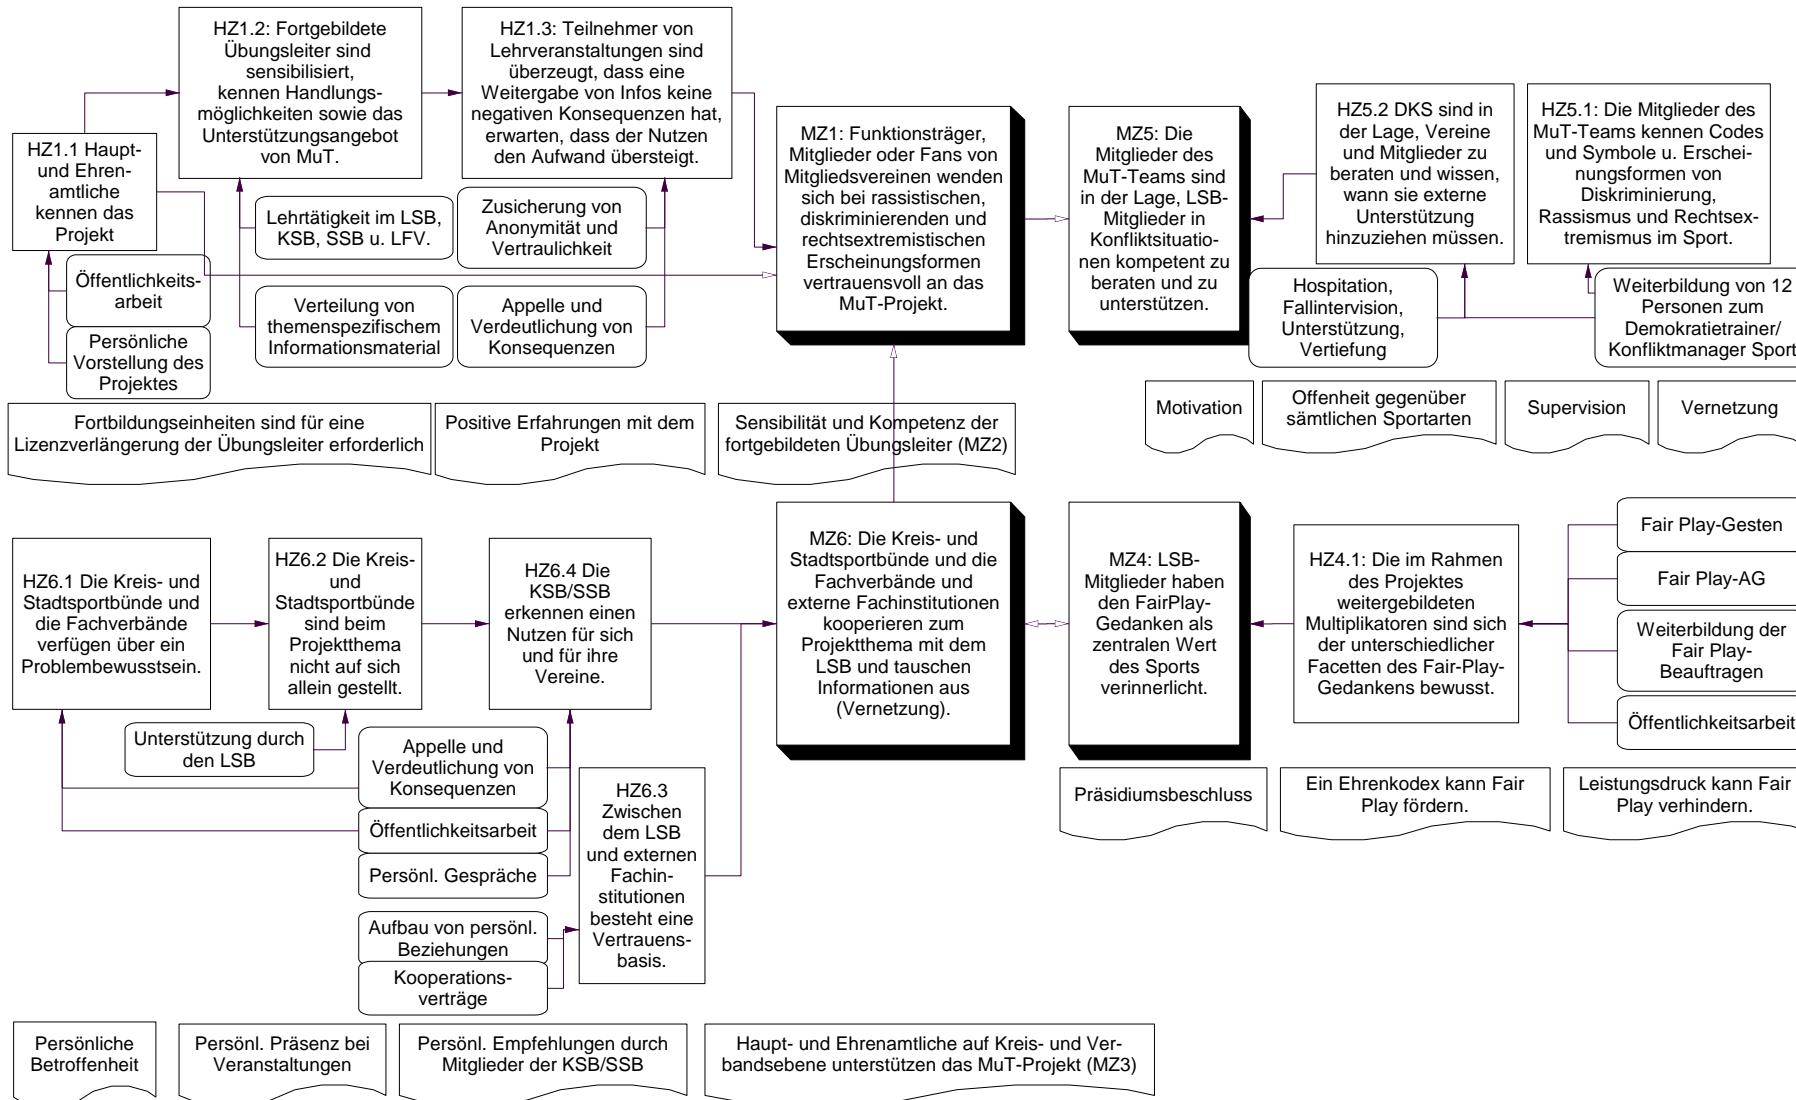 HZ1.2: Fortgebildete
Übungsleiter sind
sensibilisiert,
kennen Handlungs-
möglichkeiten sowie das
Unterstützungsangebot
von MuT.
HZ1.3: Teilnehmer von
Lehrveranstaltungen sind
überzeugt, dass eine
Weitergabe von Infos keine
negativen Konsequenzen hat,
erwarten, dass der Nutzen
den Aufwand übersteigt.
HZ1.1 Haupt-
und Ehren-
amtliche
kennen das
Projekt
MZ1: Funktionsträger,
Mitglieder oder Fans von
Mitgliedsvereinen wenden
sich bei rassistischen,
diskriminierenden und
rechtsextremistischen
Erscheinungsformen
vertrauensvoll an das
MuT-Projekt.
MZ5: Die
Mitglieder des
MuT-Teams sind
in der Lage, LSB-
Mitglieder in
Konfliktsituatio-
nen kompetent zu
beraten und zu
unterstützen.
HZ5.2 DKS sind in
der Lage, Vereine
und Mitglieder zu
beraten und wissen,
wann sie externe
Unterstützung
hinzuziehen müssen.
HZ5.1: Die Mitglieder des
MuT-Teams kennen Codes
und Symbole u. Erschei-
nungsformen von
Diskriminierung,
Rassismus und Rechtsex-
tremismus im Sport.
Lehrtätigkeit im LSB,
KSB, SSB u. LFV.
Zusicherung von
Anonymität und
Vertraulichkeit
Öffentlichkeits-
arbeit
Persönliche
Vorstellung des
Projektes
Verteilung von
themenspezifischem
Informationsmaterial
Appelle und
Verdeutlichung von
Konsequenzen
Hospitation,
Fallintervision,
Unterstützung,
Vertiefung
Weiterbildung von 12
Personen zum
Demokratietrainer/
Konfliktmanager Sport
Fortbildungseinheiten sind für eine
Lizenzverlängerung der Übungsleiter erforderlich
Positive Erfahrungen mit dem
Projekt
Sensibilität und Kompetenz der
fortgebildeten Übungsleiter (MZ2)
Motivation
Offenheit gegenüber
sämtlichen Sportarten
Supervision
Vernetzung
HZ6.1 Die Kreis- und
Stadtsportbünde und
die Fachverbände
verfügen über ein
Problembewusstsein.
HZ6.2 Die Kreis-
und
Stadtsportbünde
sind beim
Projektthema
nicht auf sich
allein gestellt.
HZ6.4 Die
KSB/SSB
erkennen einen
Nutzen für sich
und für ihre
Vereine.
MZ6: Die Kreis- und
Stadtsportbünde und die
Fachverbände und
externe Fachinstitutionen
kooperieren zum
Projektthema mit dem
LSB und tauschen
Informationen aus
(Vernetzung).
MZ4: LSB-
Mitglieder haben
den FairPlay-
Gedanken als
zentralen Wert
des Sports
verinnerlicht.
HZ4.1: Die im Rahmen
des Projektes
weitergebildeten
Multiplikatoren sind sich
der unterschiedlicher
Facetten des Fair-Play-
Gedankens bewusst.
Fair Play-Gesten
Fair Play-AG
Weiterbildung der
Fair Play-
Beauftragen
Öffentlichkeitsarbeit
Unterstützung durch
den LSB
Appelle und
Verdeutlichung von
Konsequenzen
Öffentlichkeitsarbeit
Persönl. Gespräche
HZ6.3
Zwischen
dem LSB
und externen
Fachin-
stitutionen
besteht eine
Vertrauens-
basis.
Aufbau von persönl.
Beziehungen
Kooperations-
verträge
Präsidiumsbeschluss
Ein Ehrenkodex kann Fair
Play fördern.
Leistungsdruck kann Fair
Play verhindern.
Persönliche
Betroffenheit
Persönl. Präsenz bei
Veranstaltungen
Persönl. Empfehlungen durch
Mitglieder der KSB/SSB
Haupt- und Ehrenamtliche auf Kreis- und Ver-
bandsebene unterstützen das MuT-Projekt (MZ3)